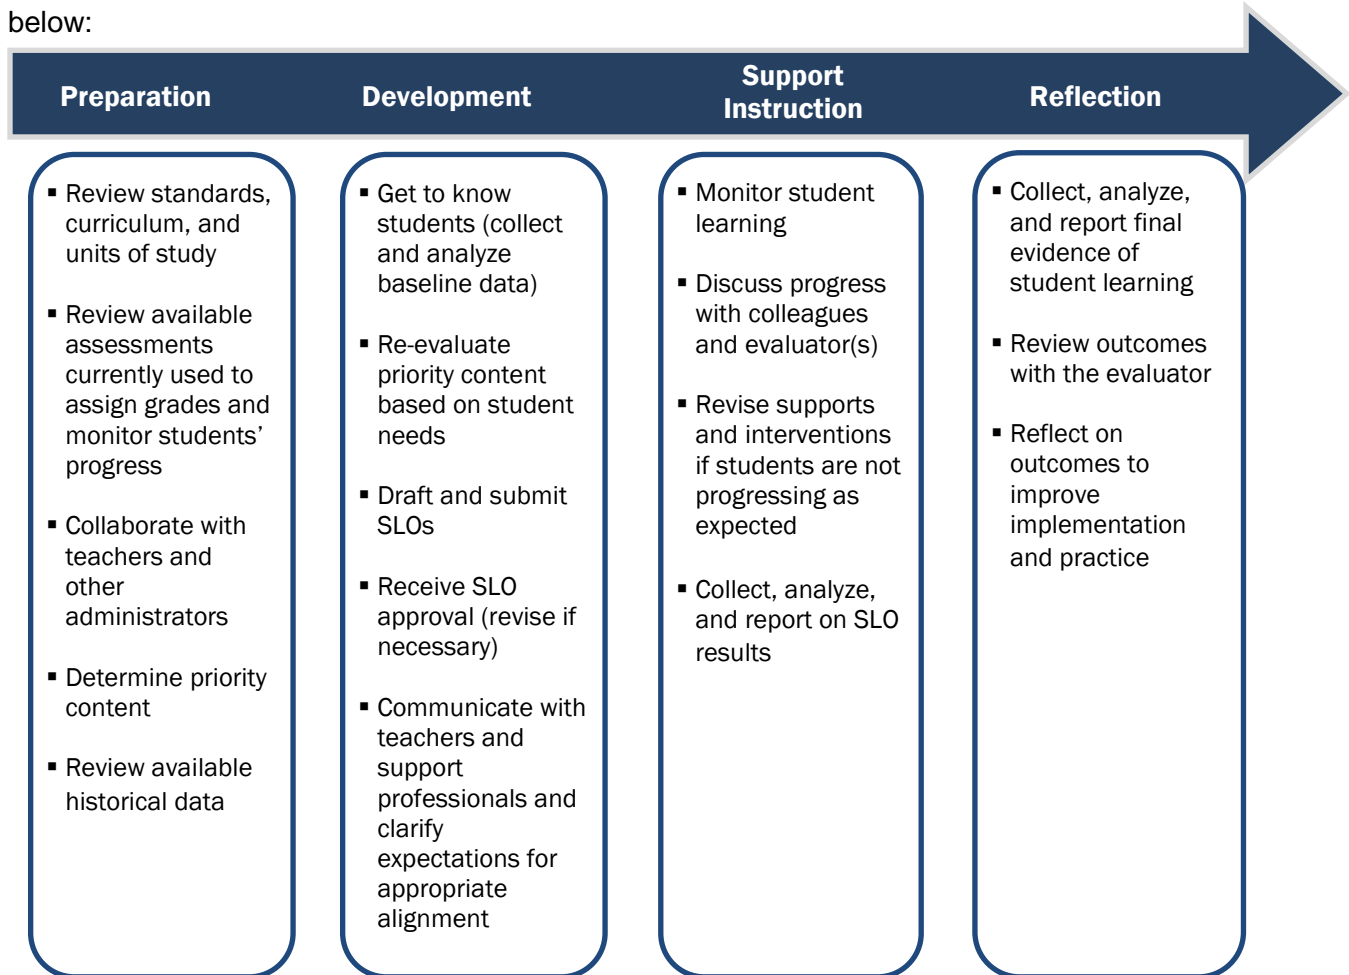 below:
Preparation
Development
Support
Instruction
Reflection
▪ Review standards,
curriculum, and
units of study
▪ Review available
assessments
currently used to
assign grades and
monitor students’
progress
▪ Collaborate with
teachers and
other
administrators
▪ Determine priority
content
▪ Review available
historical data
▪ Get to know
students (collect
and analyze
baseline data)
▪ Re-evaluate
priority content
based on student
needs
▪ Draft and submit
SLOs
▪ Receive SLO
approval (revise if
necessary)
▪ Communicate with
teachers and
support
professionals and
clarify
expectations for
appropriate
alignment
▪ Monitor student
learning
▪ Discuss progress
with colleagues
and evaluator(s)
▪ Revise supports
and interventions
if students are not
progressing as
expected
▪ Collect, analyze,
and report on SLO
results
▪ Collect, analyze,
and report final
evidence of
student learning
▪ Review outcomes
with the evaluator
▪ Reflect on
outcomes to
improve
implementation
and practice